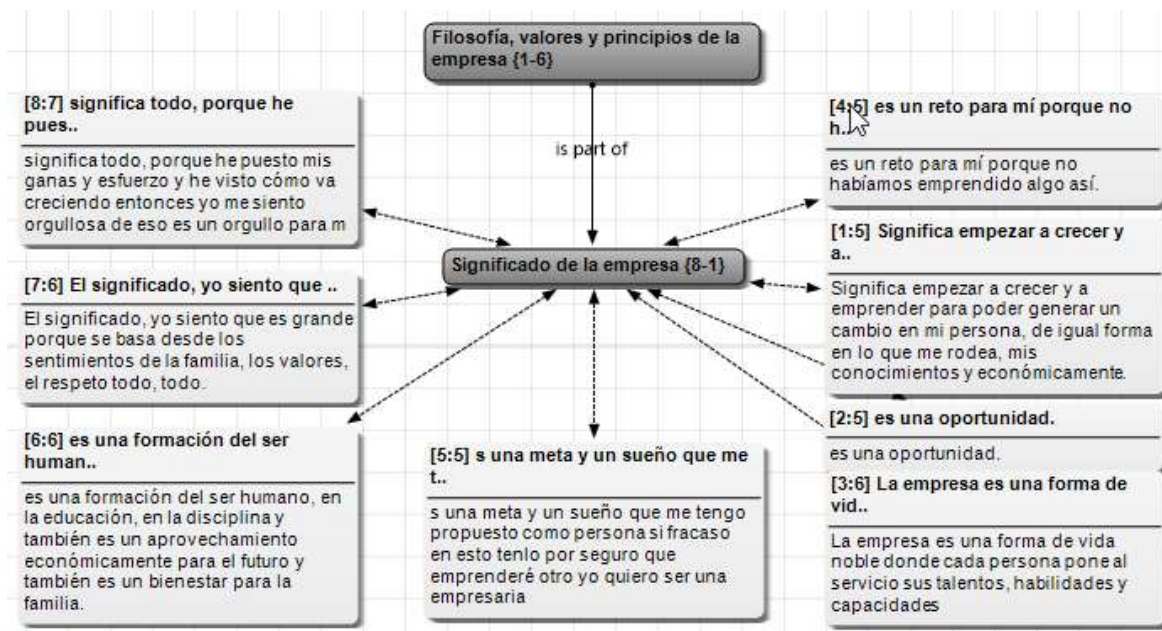 Filosofía, valores y principios de la
empresa {1-6}
is part of
Significado de la empresa {8-1}
[8:7] significa todo, porque he
pues..
significa todo, porque he puesto mis
ganas y esfuerzo y he visto cómo va
creciendo entonces yo me siento
orgullosa de eso es un orgullo para m
[7:6] El significado, yo siento que ..
El significado, yo siento que es grande
porque se basa desde los
sentimientos de la familia, los valores,
el respeto todo, todo.
[6:6] es una formación del ser
human..
es una formación del ser humano, en
la educación, en la disciplina y
también es un aprovechamiento
económicamente para el futuro y
también es un bienestar para la
familia.
[5:5] s una meta y un sueño que me
t..
s una meta y un sueño que me tengo
propuesto como persona si fracaso
en esto tenlo por seguro que
emprenderé otro yo quiero ser una
empresaria
[4:5] es un reto para mí porque no
h..
es un reto para mí porque no
habíamos emprendido algo así.
[1:5] Significa empezar a crecer y
a..
Significa empezar a crecer y a
emprender para poder generar un
cambio en mi persona, de igual forma
en lo que me rodea, mis
conocimientos y económicamente.
[2:5] es una oportunidad.
es una oportunidad.
[3:6] La empresa es una forma de
vid..
La empresa es una forma de vida
noble donde cada persona pone al
servicio sus talentos, habilidades y
capacidades